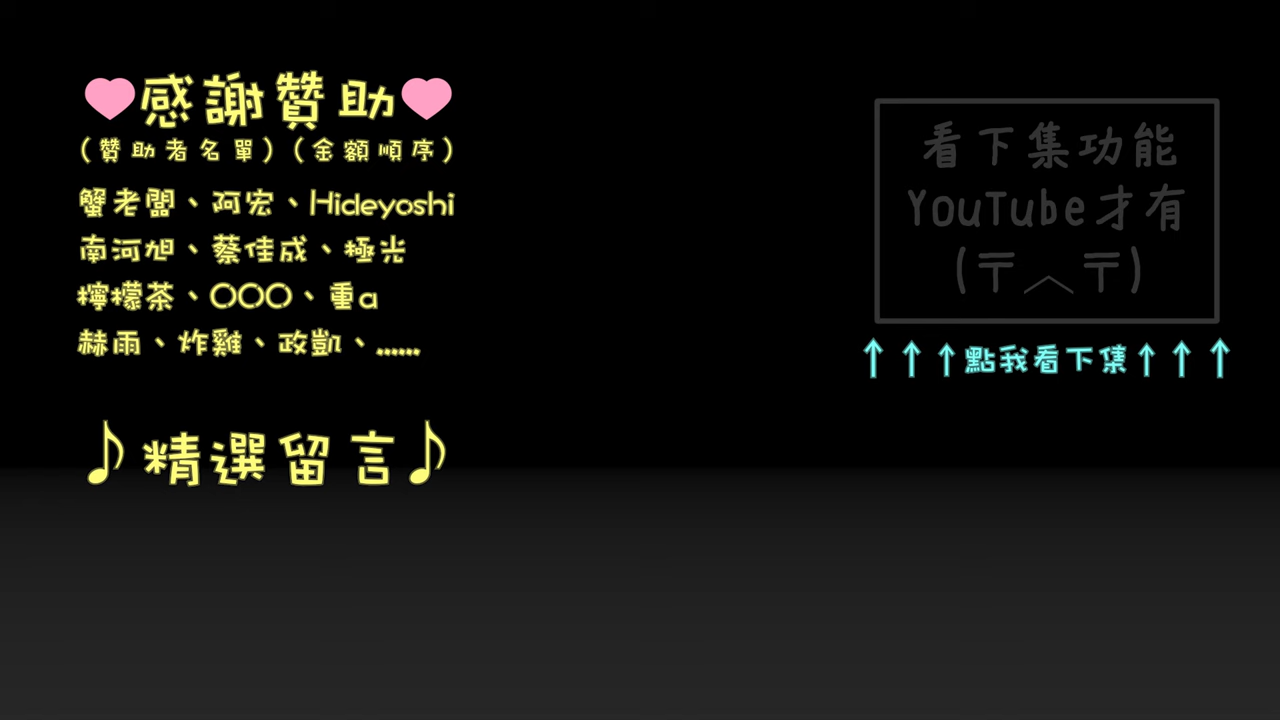 感謝贊助
（贊助者名單）（金額順序）
蟹老闆、阿宏、Hideyoshi
南河旭、蔡佳成、極光
檸檬茶、OOO、重a
赫雨、炸雞、政凱、……
♪精選留言♪
看下集功能
YouTube才有
(〒︿〒)
↑↑↑點我看下集↑↑↑